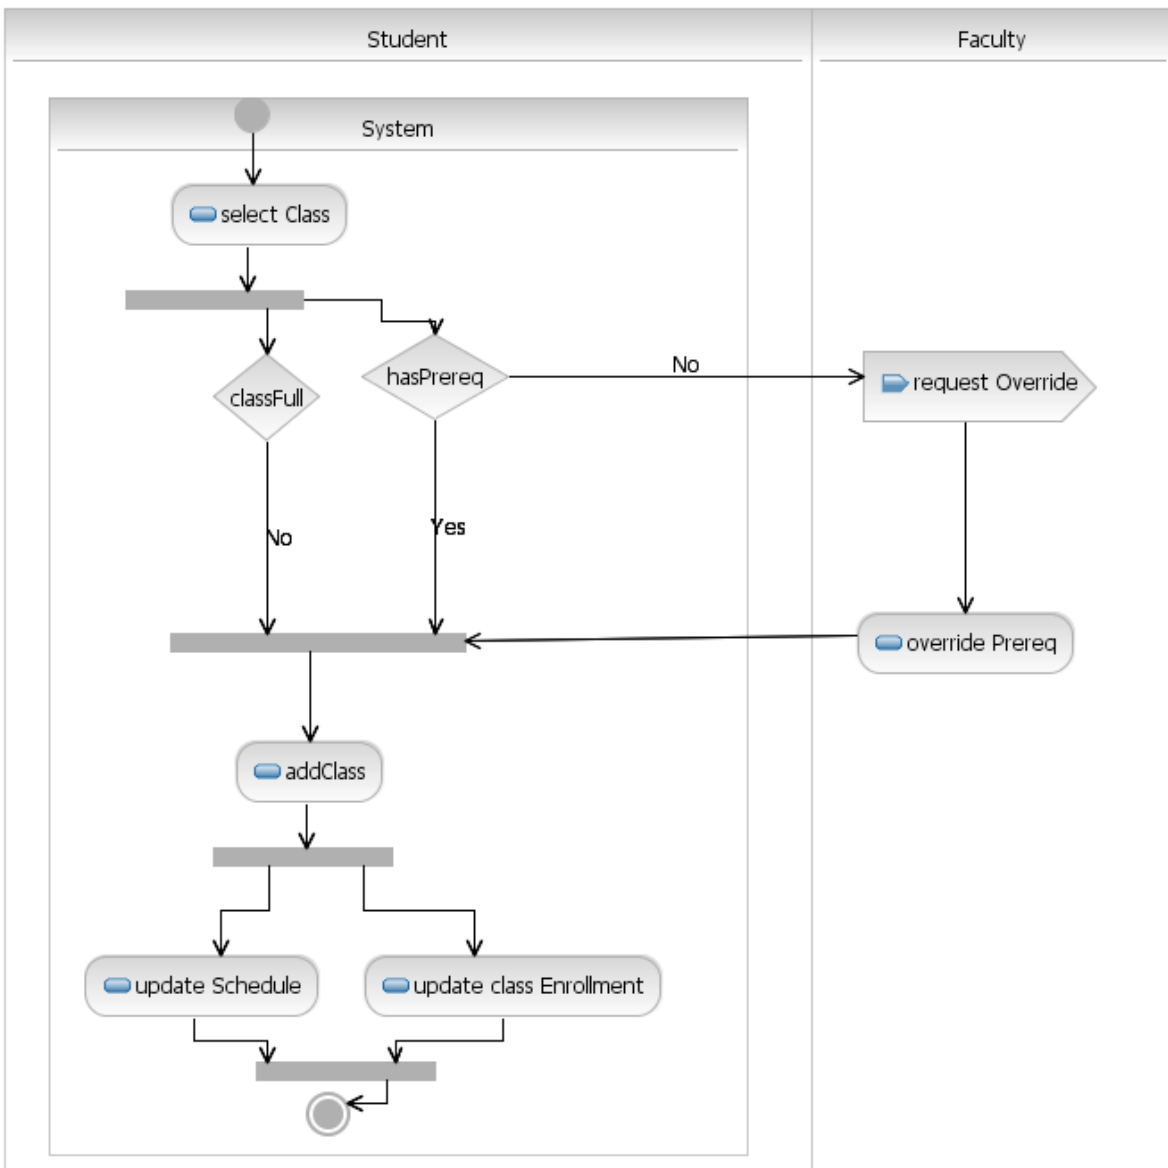 Student
Faculty
System
select Class
classFull
hasPrereq
No
request Override
No
Yes
override Prereq
addClass
update Schedule
update class Enrollment